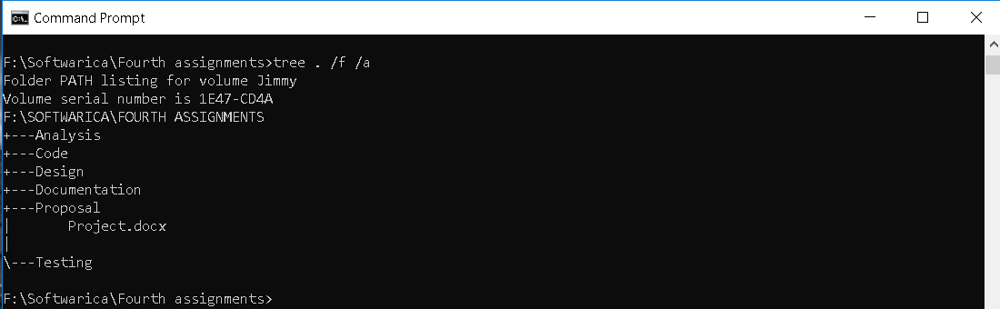 Command Prompt
F:\Softwarica\Fourth assignments>tree . /f /a
Folder PATH listing for volume Jimmy
Volume serial number is 1E47-CD4A
F:\SOFTWARICA\FOURTH ASSIGNMENTS
+---Analysis
+---Code
+---Design
+---Documentation
+---Proposal
|       Project.docx
|
\---Testing
F:\Softwarica\Fourth assignments>